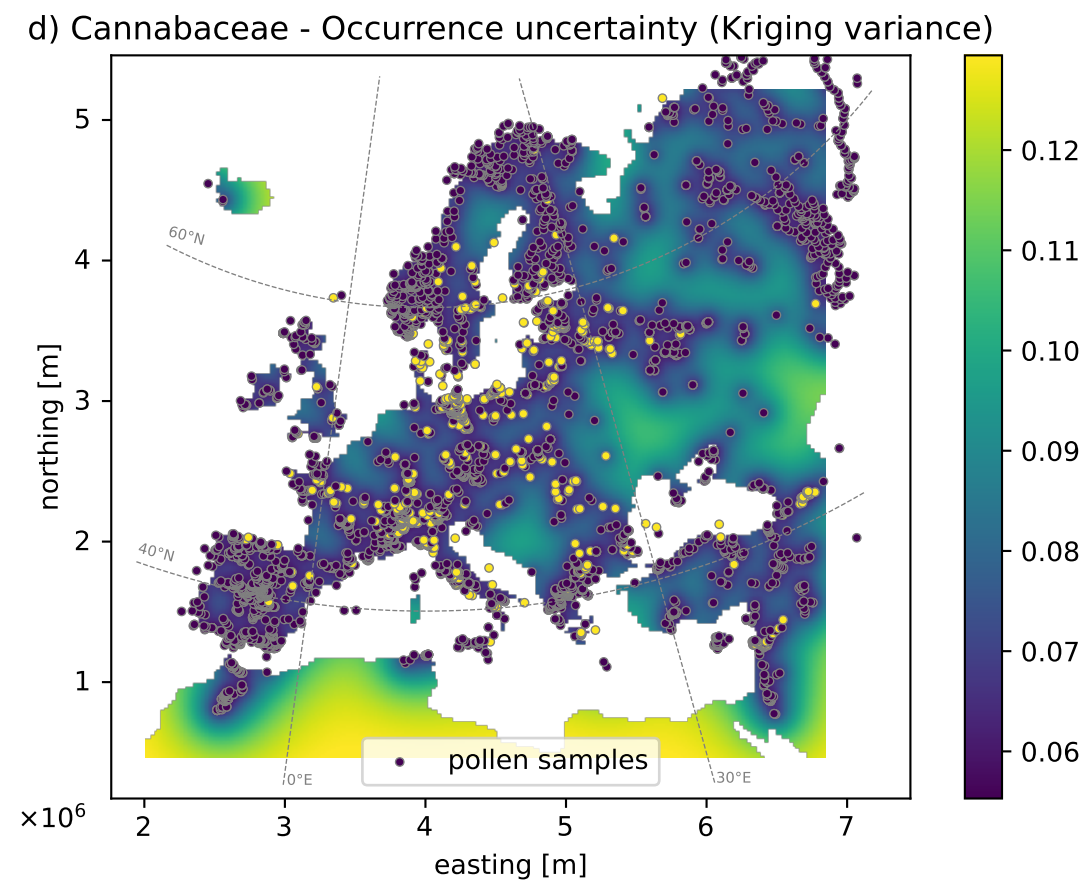 d) Cannabaceae - Occurrence uncertainty (Kriging variance)
northing [m]
5
4
3
2
1
60°N
40°N
0°E
30°E
pollen samples
×10⁶
2 3 4 5 6 7
easting [m]
0.12
0.11
0.10
0.09
0.08
0.07
0.06